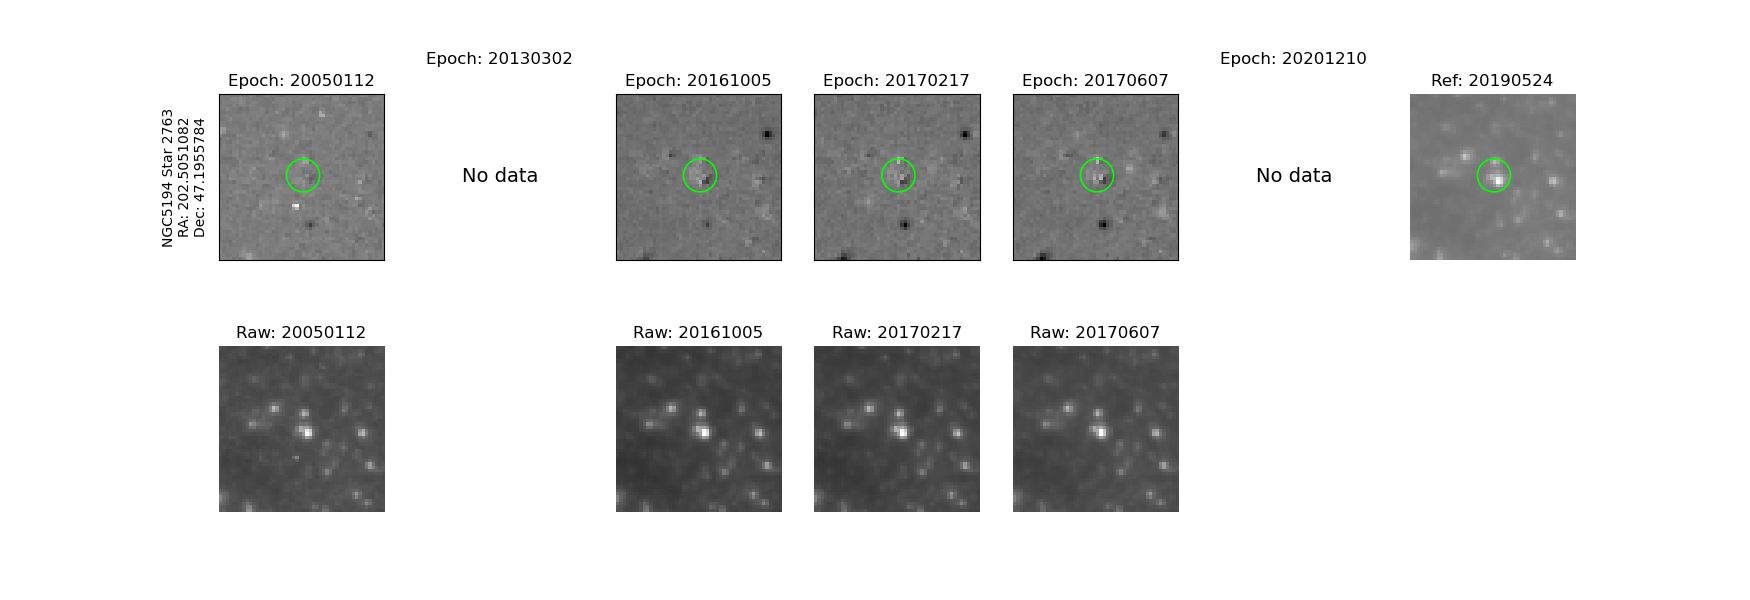 Epoch: 20130302
Epoch: 20201210
Epoch: 20050112
Epoch: 20161005
Epoch: 20170217
Epoch: 20170607
Ref: 20190524
NGC5194 Star 2763
RA: 202.5051082
Dec: 47.1955784
No data
No data
Raw: 20050112
Raw: 20161005
Raw: 20170217
Raw: 20170607